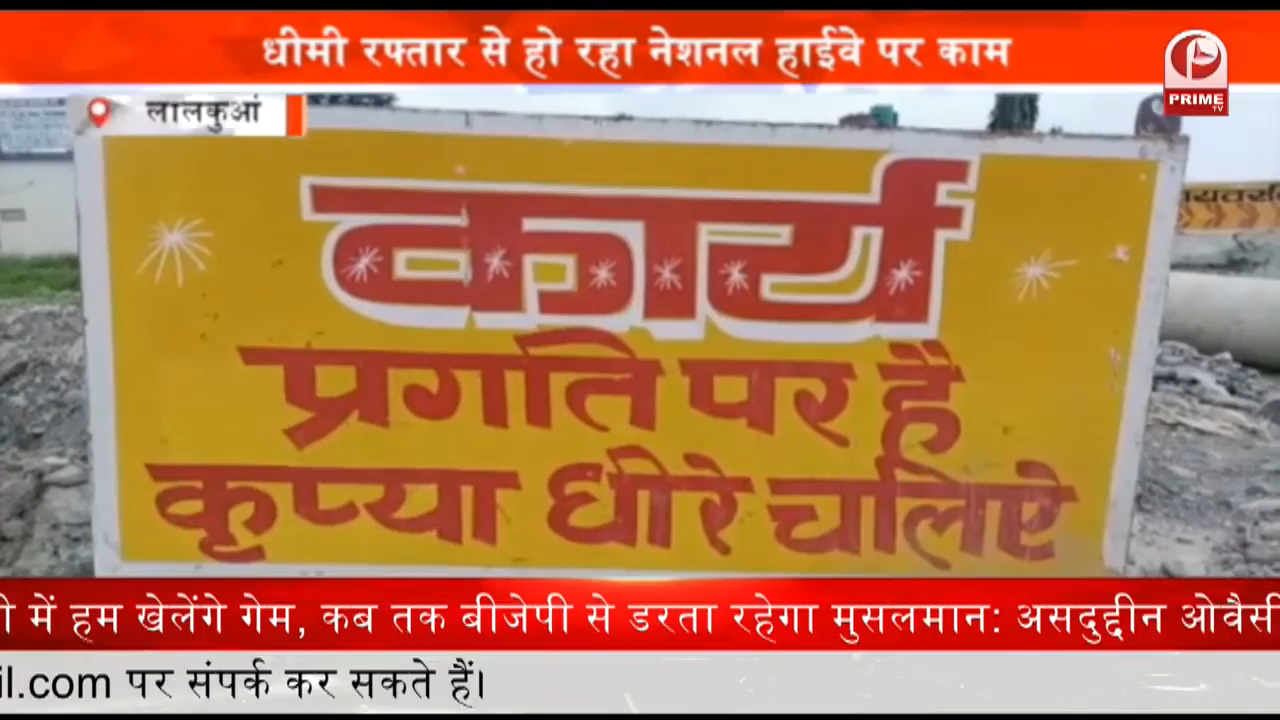 धीमी रफ्तार से हो रहा नेशनल हाईवे पर काम
PRIME
TV
लालकुआं
कार्य
प्रगति पर है
कृप्या धीरे चलिऐ
में हम खेलेंगे गेम, कब तक बीजेपी से डरता रहेगा मुसलमान: असदुद्दीन ओवैसी
il.com पर संपर्क कर सकते हैं।